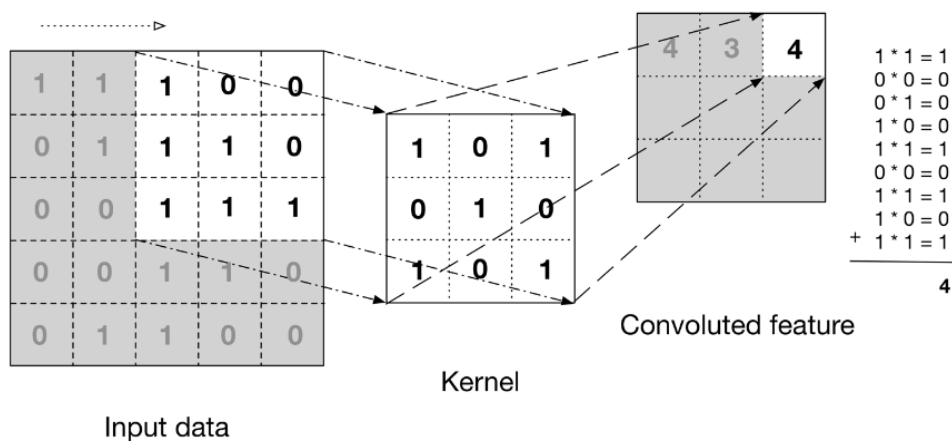 1 1 1 0 0
0 1 1 1 0
0 0 1 1 1
0 0 1 1 0
0 1 1 0 0
Input data
1 0 1
0 1 0
1 0 1
Kernel
4 3 4
Convoluted feature
1 * 1 = 1
0 * 0 = 0
0 * 1 = 0
1 * 0 = 0
1 * 1 = 1
0 * 0 = 0
1 * 1 = 1
1 * 0 = 0
+ 1 * 1 = 1
4